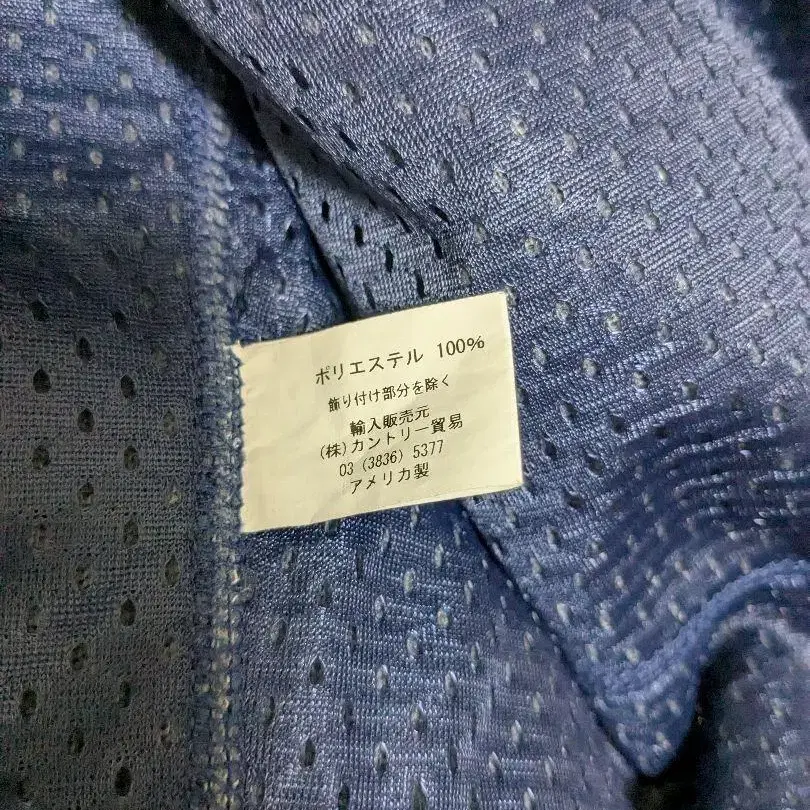 ポリエステル 100%
飾り付け部分を除く
輸入販売元
(株)カントリー貿易
03 (3836) 5377
アメリカ製